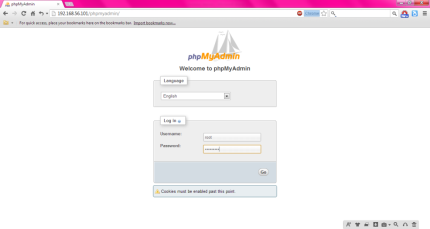 phpMyAdmin
192.168.56.101/phpmyadmin/
For quick access, place your bookmarks here on the bookmarks bar. Import bookmarks now...
phpMyAdmin
Welcome to phpMyAdmin
Language
English
Log in
Username:
root
Password:
Go
Cookies must be enabled past this point.